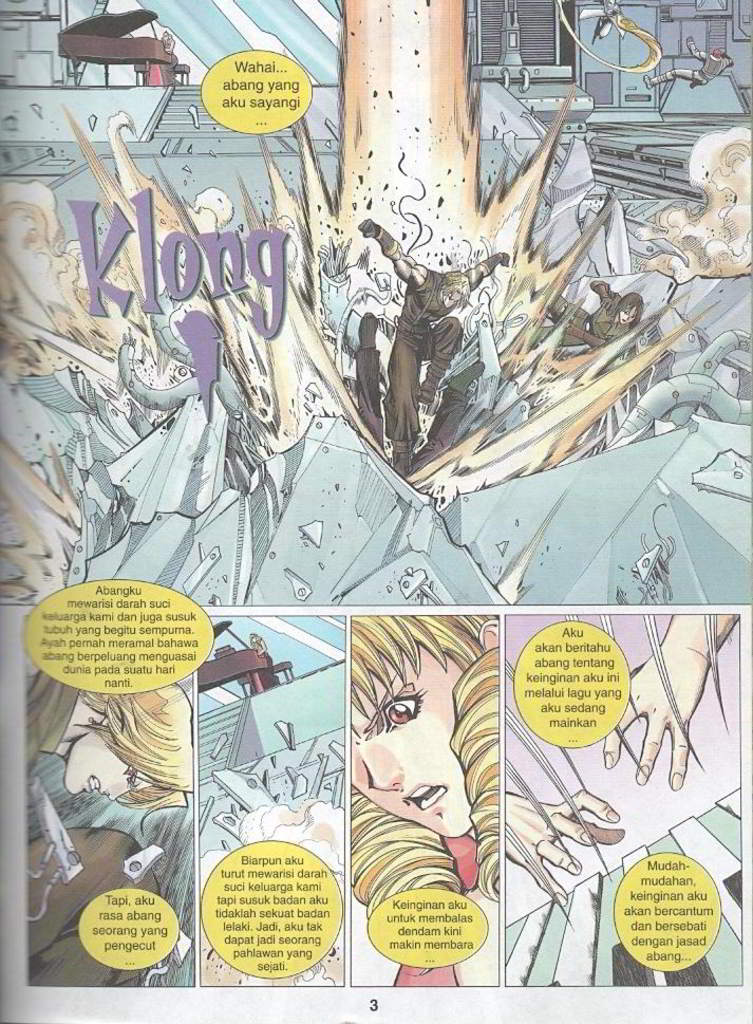 Wahai...
abang yang
aku sayangi
...
Klong
!
Abangku
mewarisi darah suci
keluarga kami dan juga susuk
tubuh yang begitu sempurna.
Ayah pernah meramal bahawa
abang berpeluang menguasai
dunia pada suatu hari
nanti.
Tapi, aku
rasa abang
seorang yang
pengecut
...
Biarpun aku
turut mewarisi darah
suci keluarga kami
tapi susuk badan aku
tidaklah sekuat badan
lelaki. Jadi, aku tak
dapat jadi seorang
pahlawan yang
sejati.
Keinginan aku
untuk membalas
dendam kini
makin membara
...
Aku
akan beritahu
abang tentang
keinginan aku ini
melalui lagu yang
aku sedang
mainkan
...
Mudah-
mudahan,
keinginan aku
akan bercantum
dan bersebati
dengan jasad
abang...
3